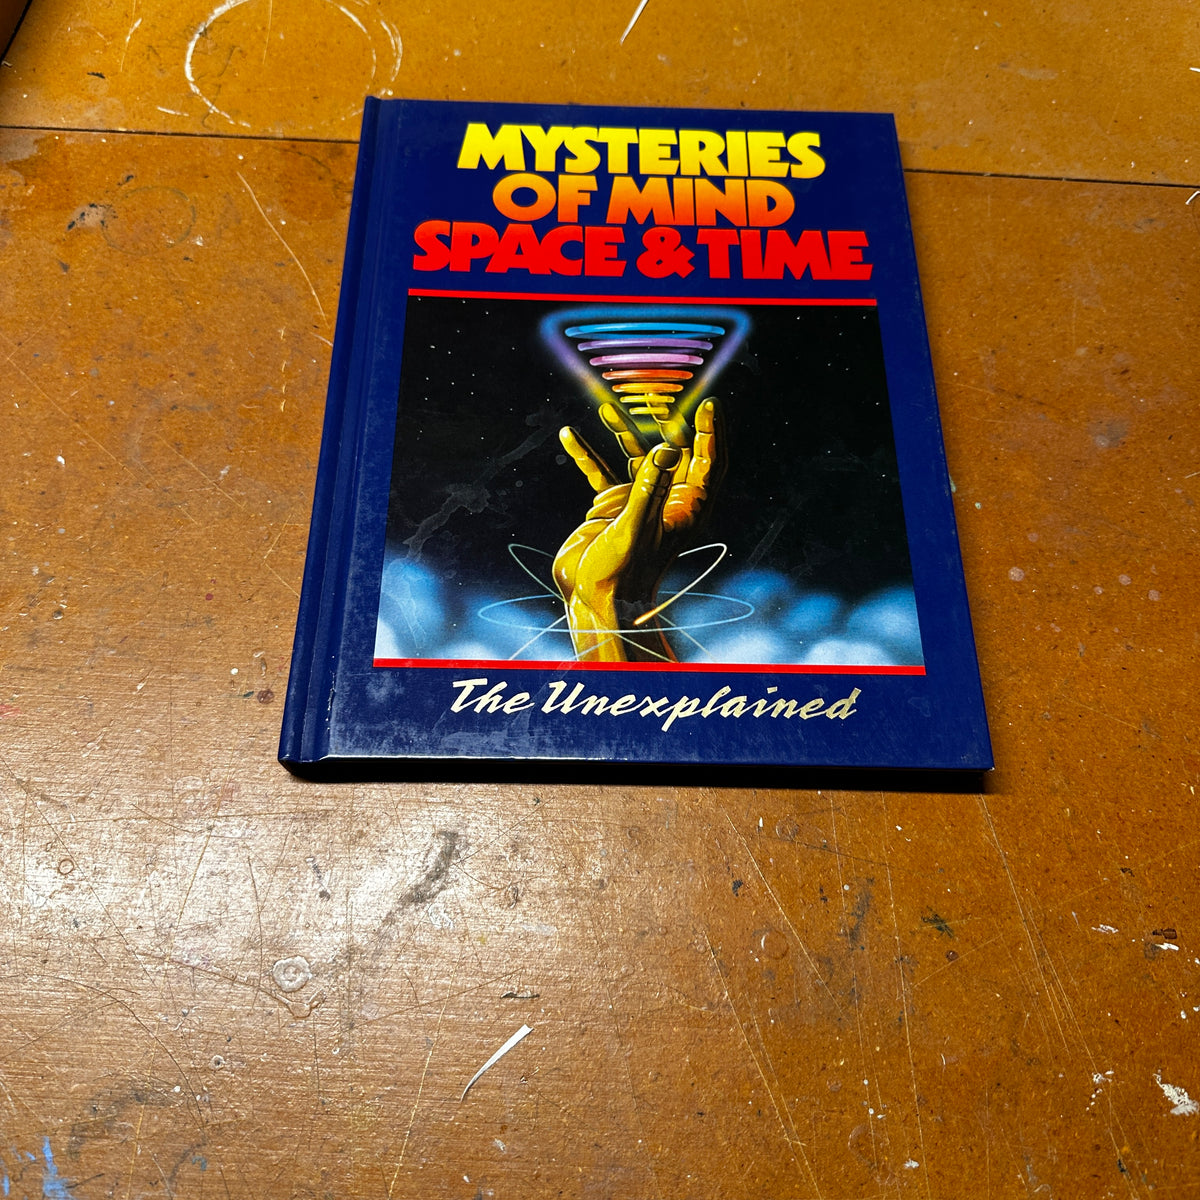 MYSTERIES
OF MIND
SPACE & TIME
The Unexplained